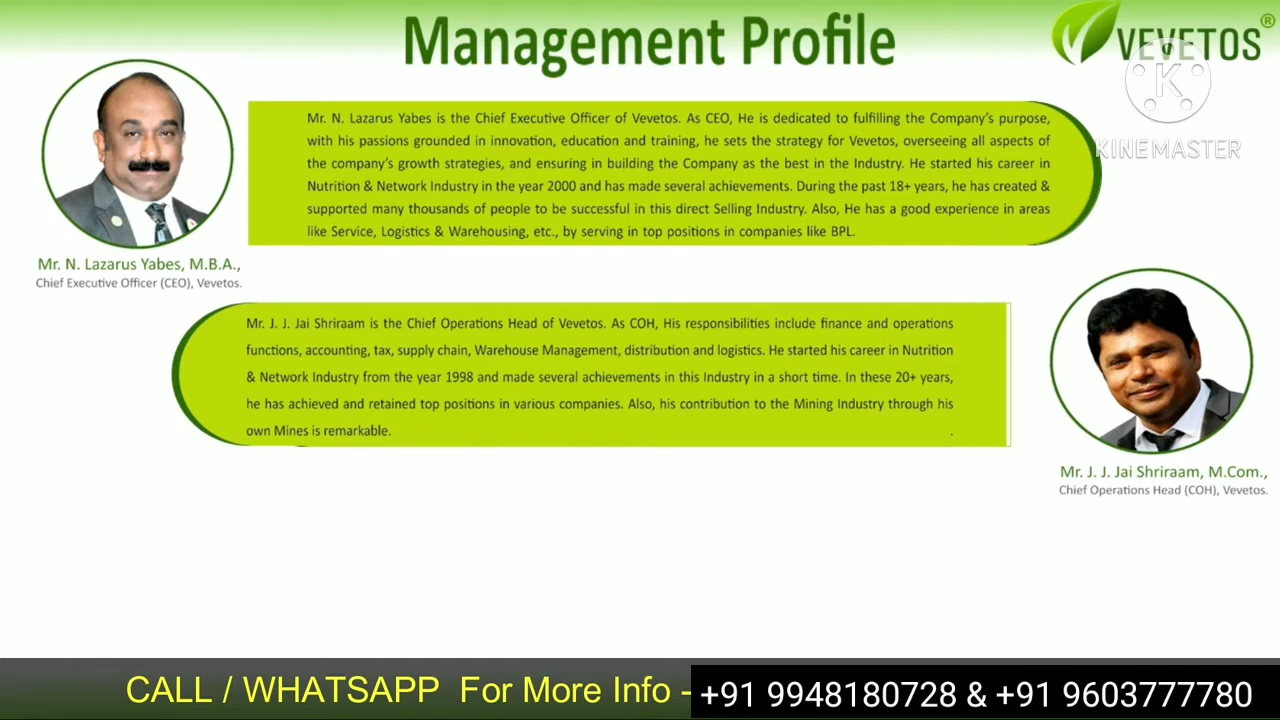 Management Profile
VEVETOS®
K
KINEMASTER
Mr. N. Lazarus Yabes is the Chief Executive Officer of Vevetos. As CEO, He is dedicated to fulfilling the Company's purpose,
with his passions grounded in innovation, education and training, he sets the strategy for Vevetos, overseeing all aspects of
the company's growth strategies, and ensuring in building the Company as the best in the Industry. He started his career in
Nutrition & Network Industry in the year 2000 and has made several achievements. During the past 18+ years, he has created &
supported many thousands of people to be successful in this direct Selling Industry. Also, He has a good experience in areas
like Service, Logistics & Warehousing, etc., by serving in top positions in companies like BPL.
Mr. N. Lazarus Yabes, M.B.A.,
Chief Executive Officer (CEO), Vevetos.
Mr. J. J. Jai Shriraam is the Chief Operations Head of Vevetos. As COH, His responsibilities include finance and operations
functions, accounting, tax, supply chain, Warehouse Management, distribution and logistics. He started his career in Nutrition
& Network Industry from the year 1998 and made several achievements in this Industry in a short time. In these 20+ years,
he has achieved and retained top positions in various companies. Also, his contribution to the Mining Industry through his
own Mines is remarkable. .
Mr. J. J. Jai Shriraam, M.Com.,
Chief Operations Head (COH), Vevetos.
CALL / WHATSAPP For More Info - +91 9948180728 & +91 9603777780